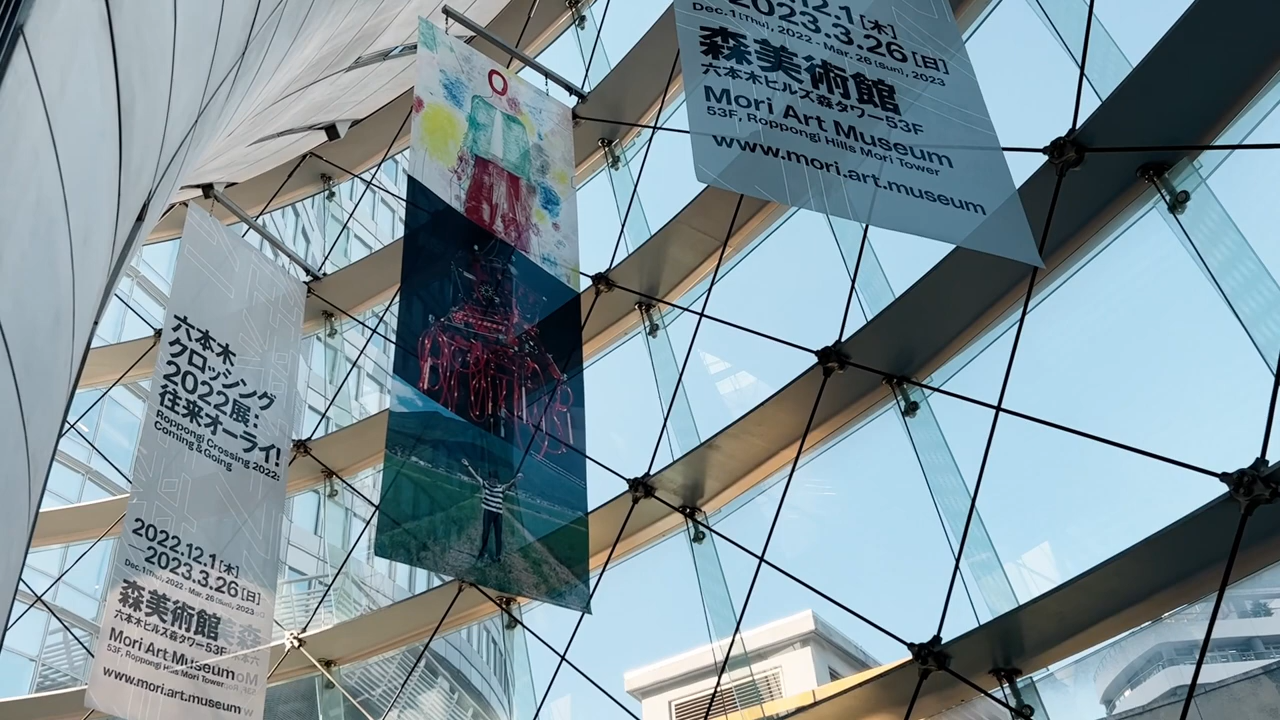 六本木
クロッシング
2022展:
往来オーライ!
Roppongi Crossing 2022:
Coming & Going
2022.12.1[木]
2023.3.26[日]
Dec. 1 (Thu), 2022 - Mar. 26 (Sun), 2023
森美術館
六本木ヒルズ森タワー53F
Mori Art Museum
53F, Roppongi Hills Mori Tower
www.mori.art.museum
2.12.1[木]
2023.3.26[日]
Dec. 1 (Thu), 2022 - Mar. 26 (Sun), 2023
森美術館
六本木ヒルズ森タワー53F
Mori Art Museum
53F, Roppongi Hills Mori Tower
www.mori.art.museum